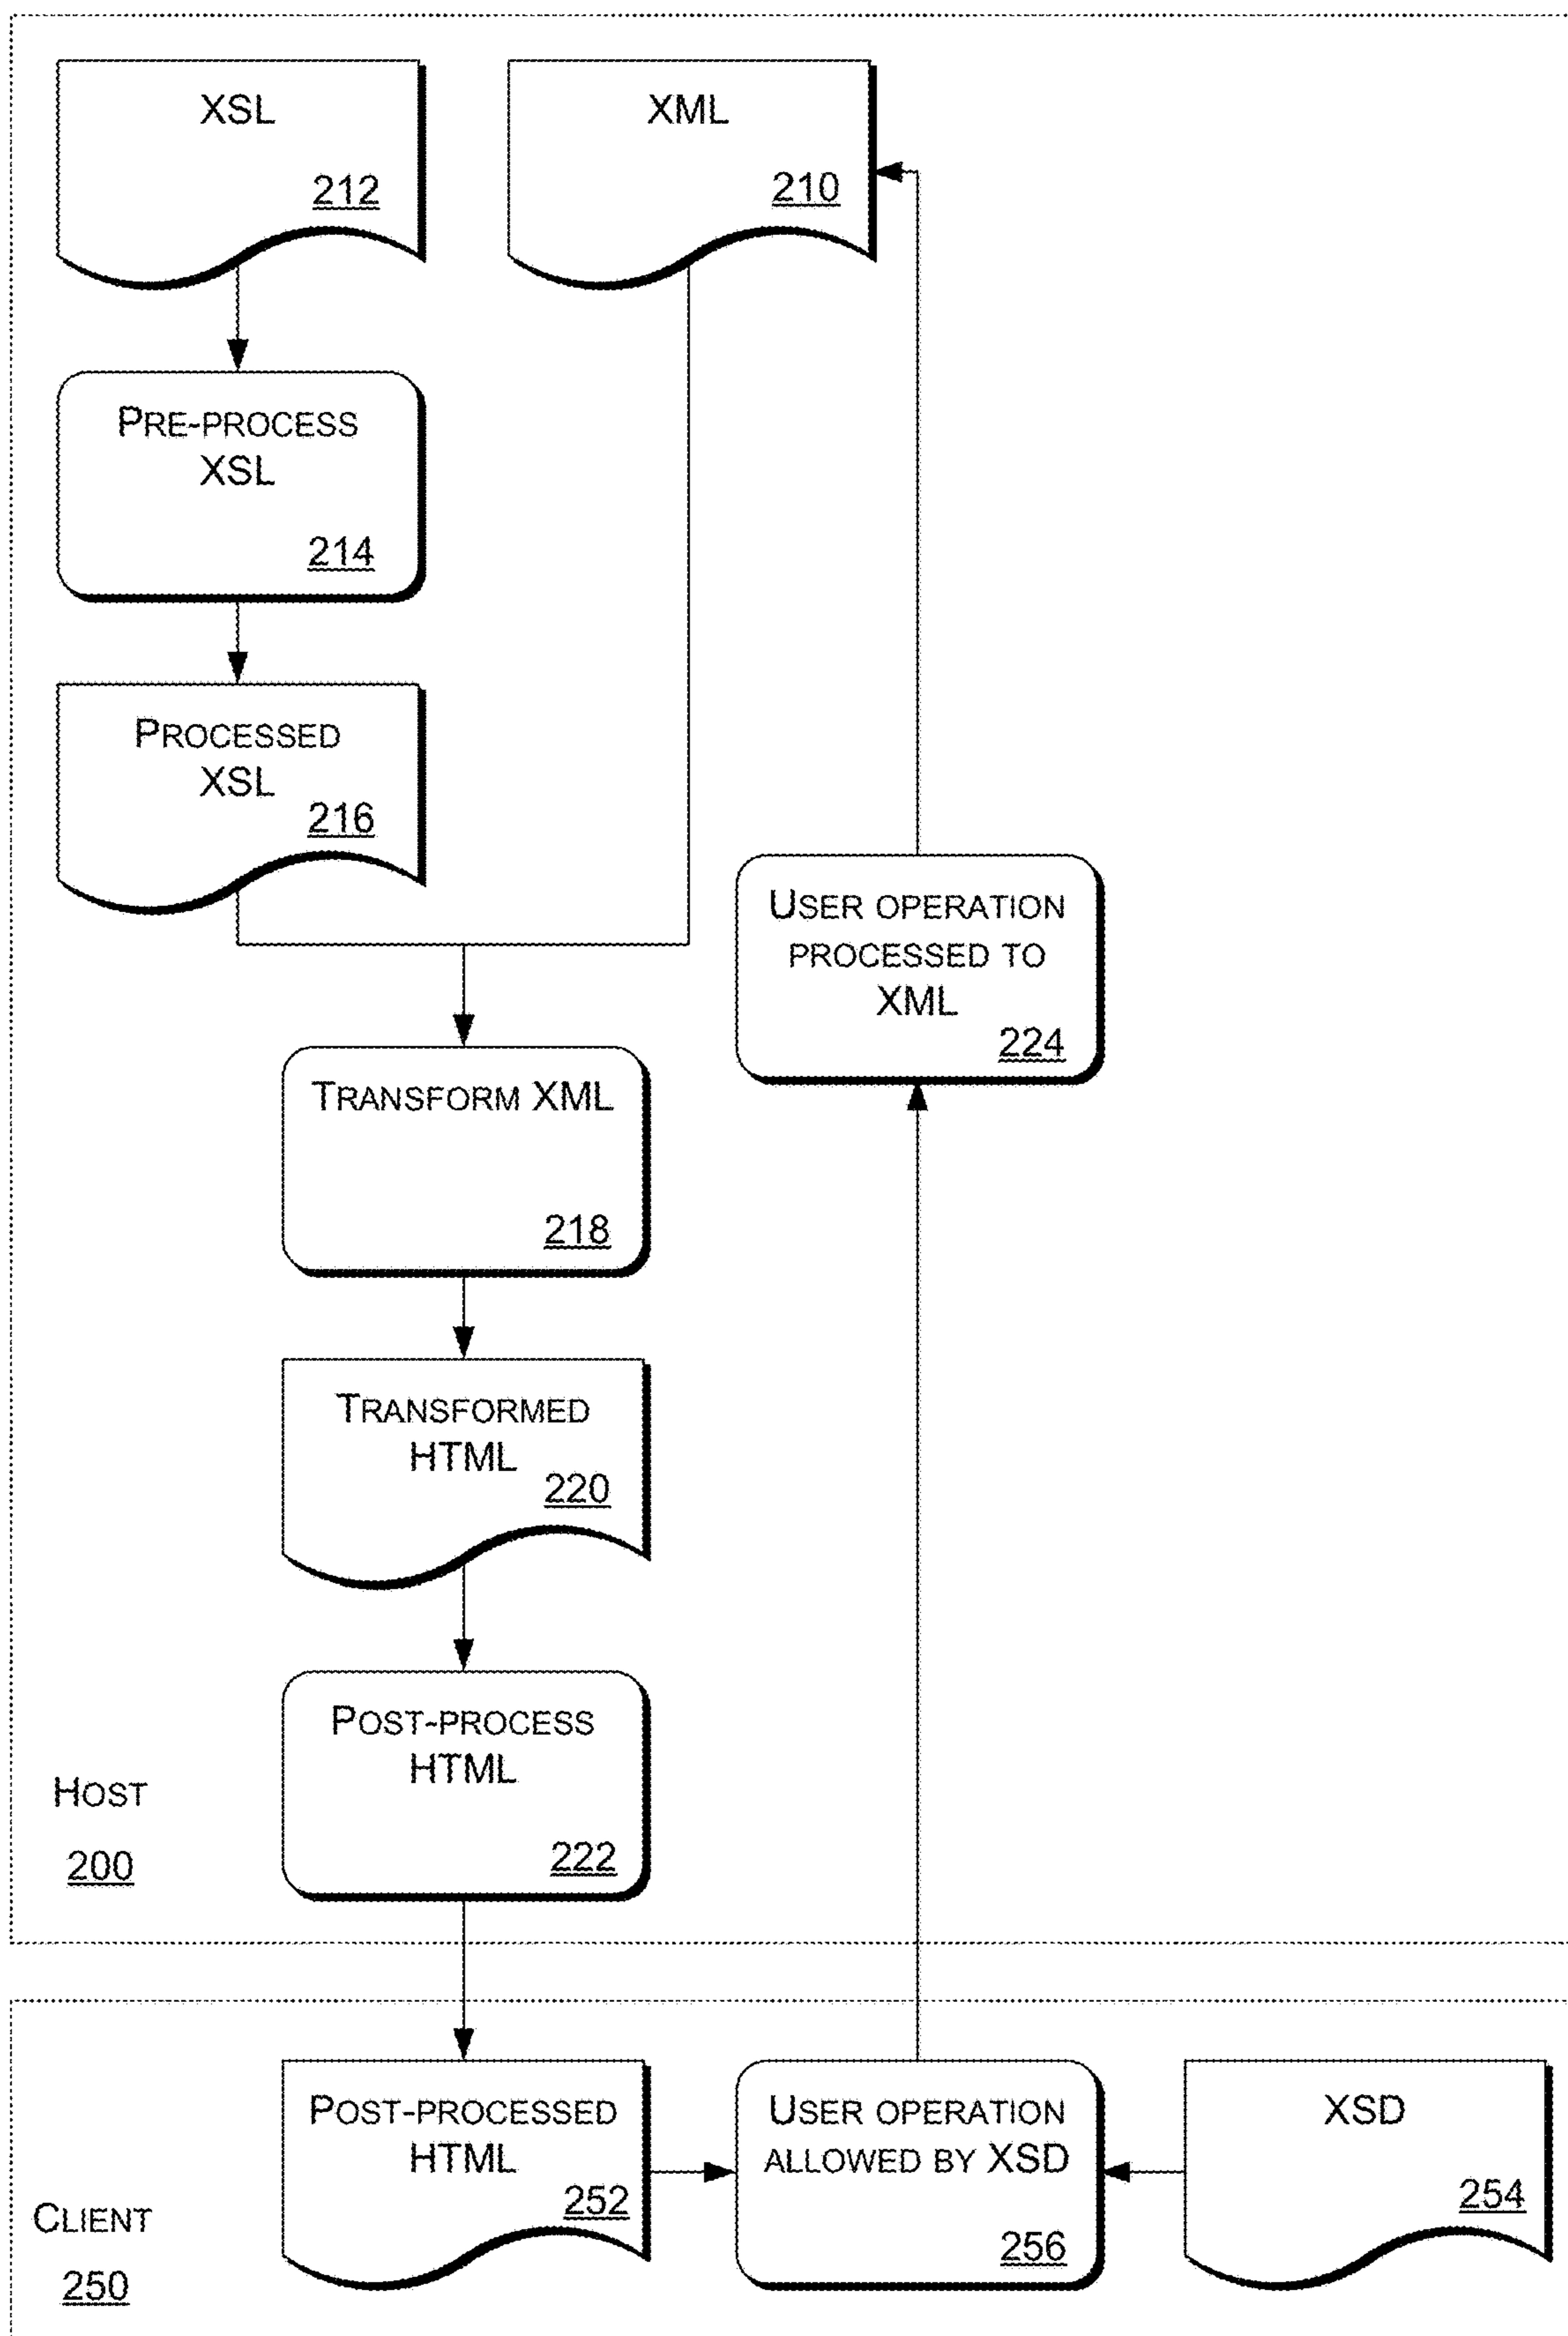 XSL
212
XML
210
PRE-PROCESS
XSL
214
PROCESSED
XSL
216
USER OPERATION
PROCESSED TO
XML
224
TRANSFORM XML
218
TRANSFORMED
HTML
220
POST-PROCESS
HTML
222
HOST
200
POST-PROCESSED
HTML
252
USER OPERATION
ALLOWED BY XSD
256
XSD
254
CLIENT
250